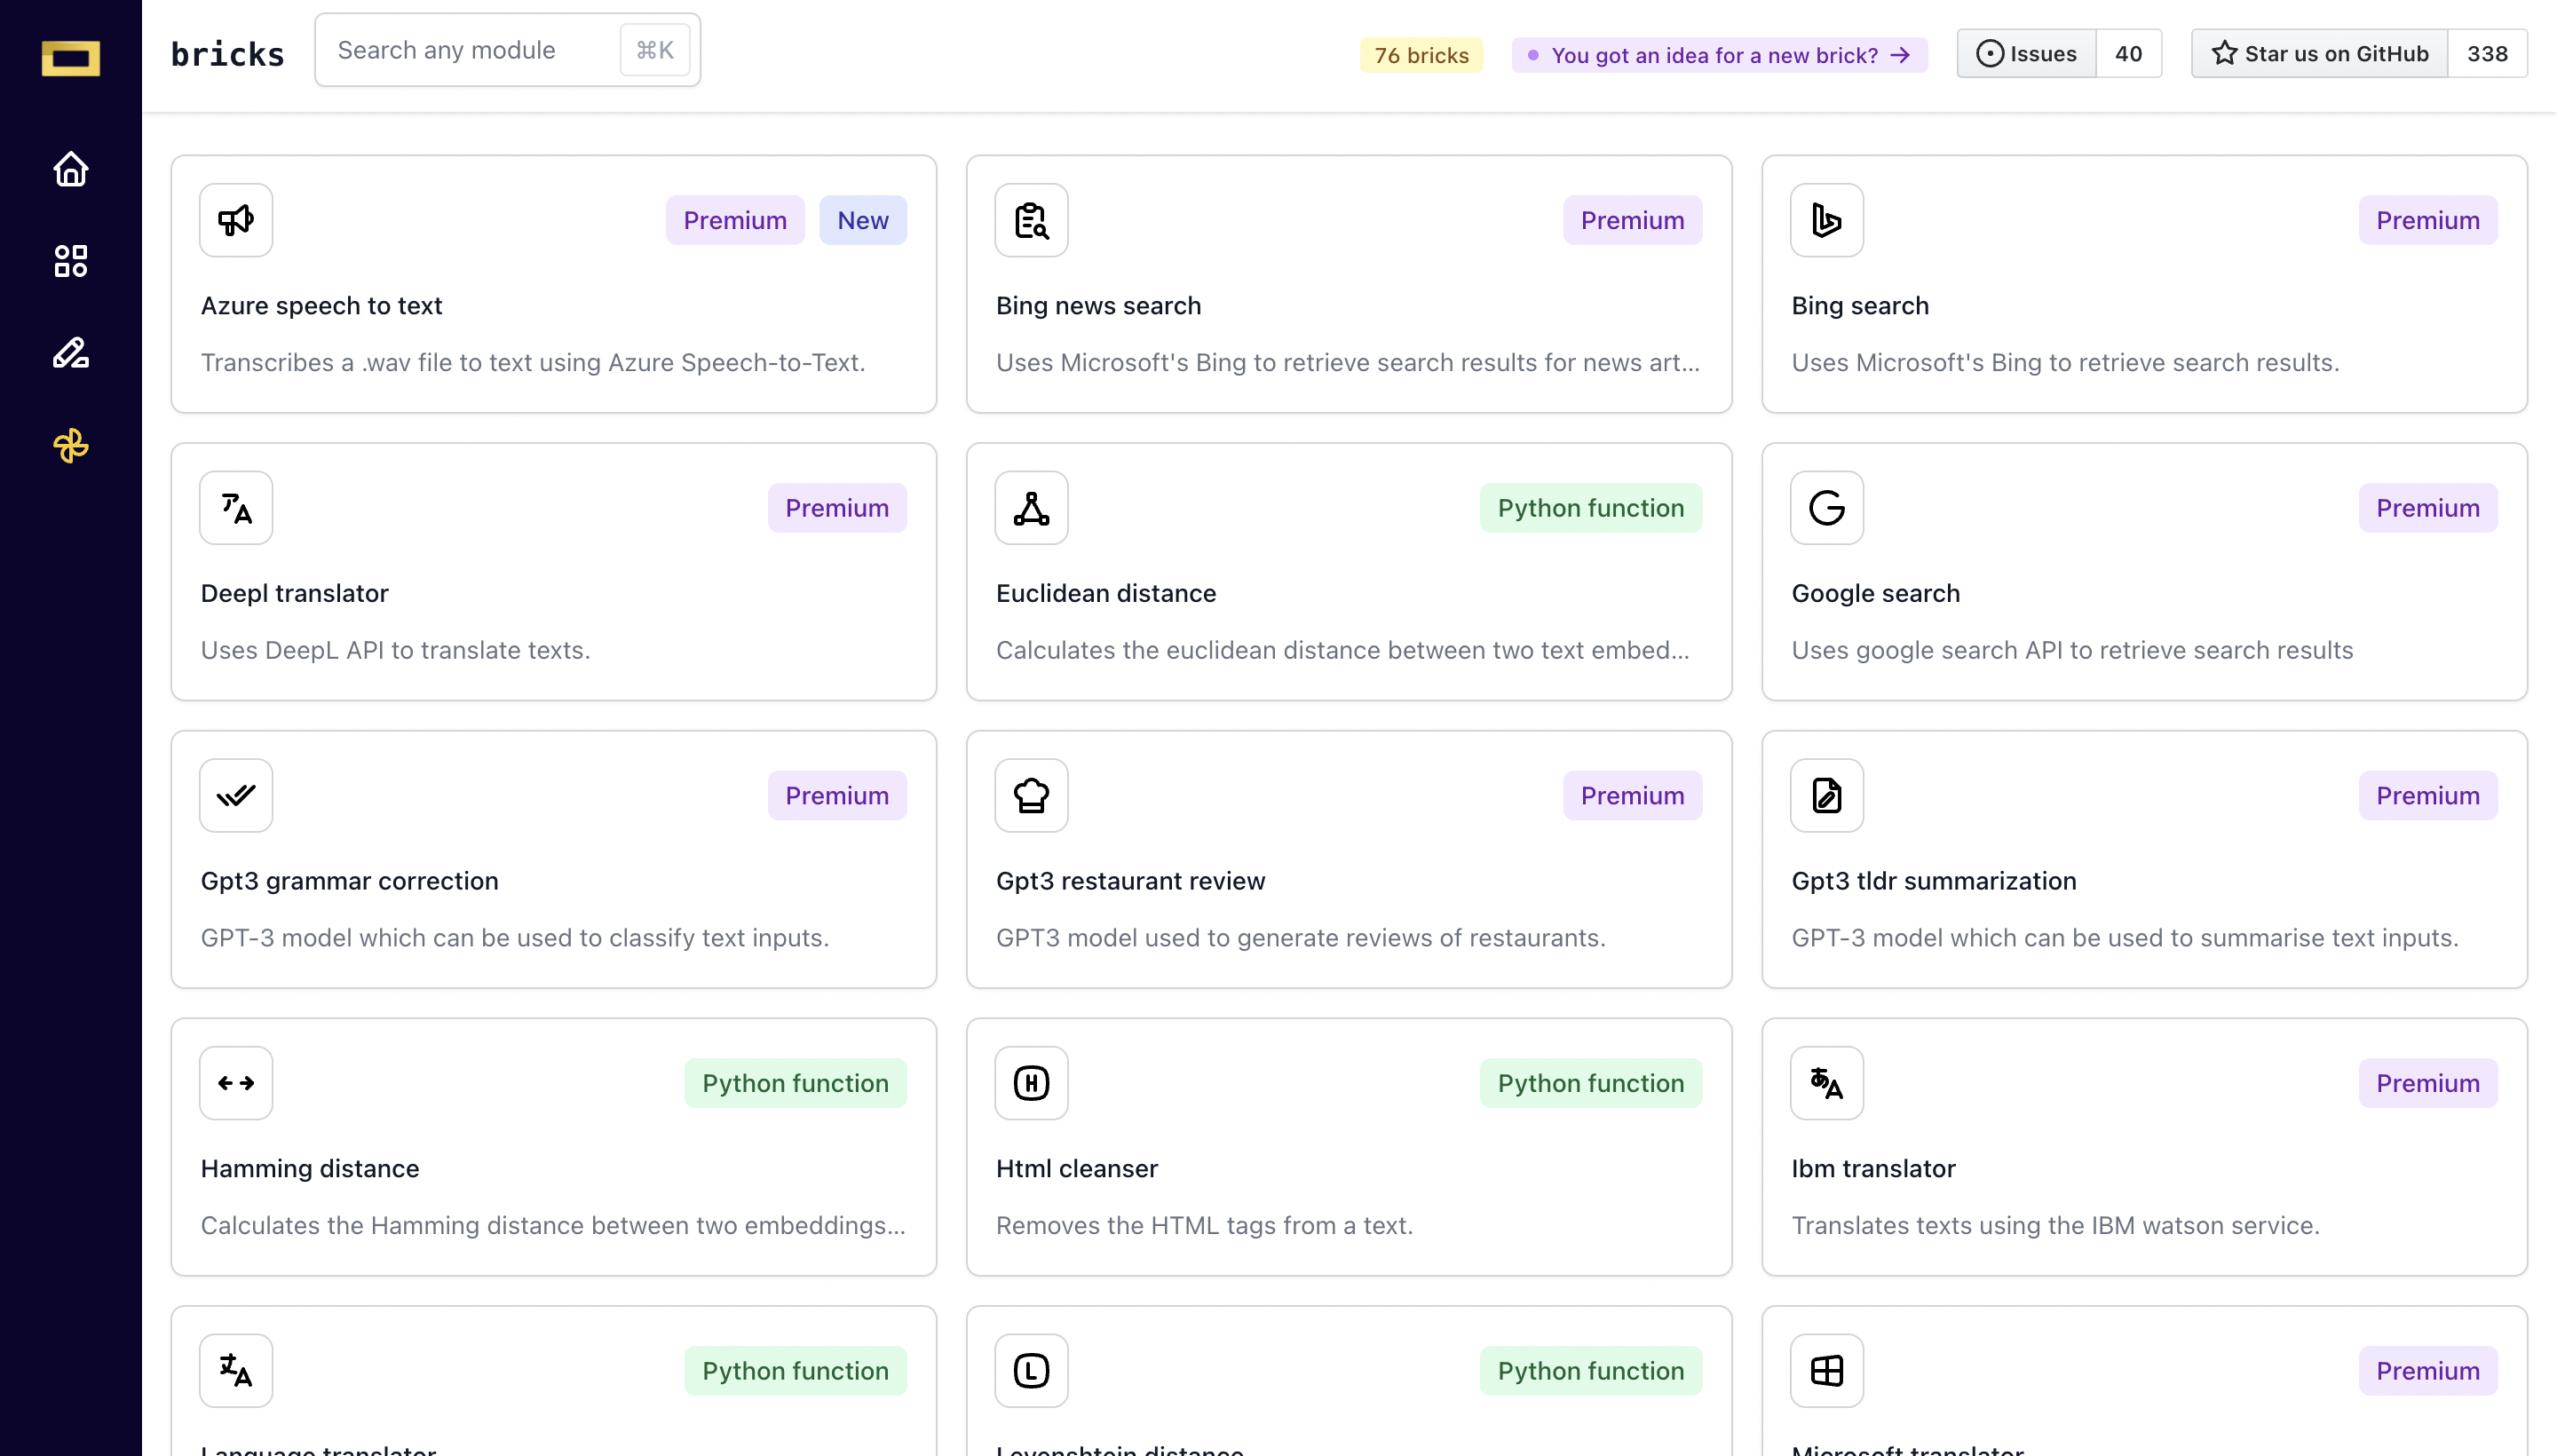 bricks
Search any module ⌘K
76 bricks
You got an idea for a new brick? →
Issues 40
Star us on GitHub 338
Premium New
Azure speech to text
Transcribes a .wav file to text using Azure Speech-to-Text.
Premium
Bing news search
Uses Microsoft's Bing to retrieve search results for news art...
Premium
Bing search
Uses Microsoft's Bing to retrieve search results.
Premium
Deepl translator
Uses DeepL API to translate texts.
Python function
Euclidean distance
Calculates the euclidean distance between two text embed...
Premium
Google search
Uses google search API to retrieve search results
Premium
Gpt3 grammar correction
GPT-3 model which can be used to classify text inputs.
Premium
Gpt3 restaurant review
GPT3 model used to generate reviews of restaurants.
Premium
Gpt3 tldr summarization
GPT-3 model which can be used to summarise text inputs.
Python function
Hamming distance
Calculates the Hamming distance between two embeddings...
H
Python function
Html cleanser
Removes the HTML tags from a text.
Premium
Ibm translator
Translates texts using the IBM watson service.
Python function
Language translator
L
Python function
Levenshtein distance
Premium
Microsoft translator